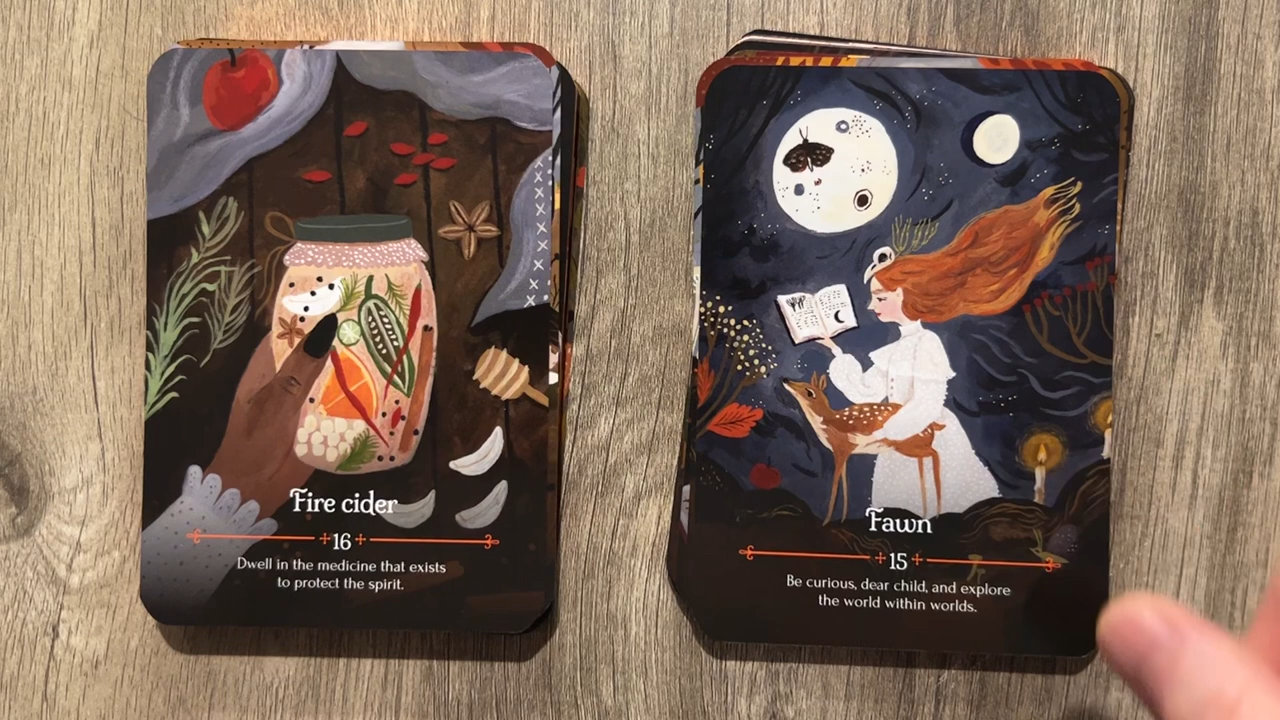 Fire cider
16
Dwell in the medicine that exists
to protect the spirit.
Fawn
15
Be curious, dear child, and explore
the world within worlds.